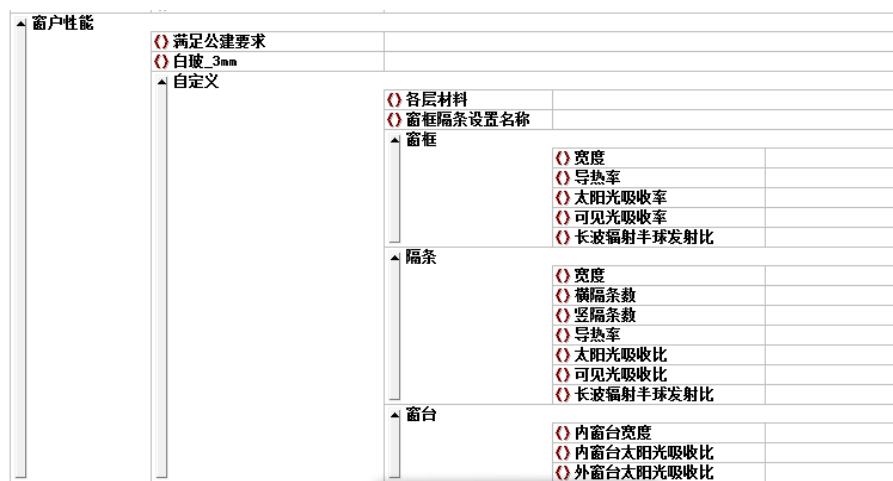 窗户性能
满足公建要求
白玻_3mm
自定义
各层材料
窗框隔条设置名称
窗框
宽度
导热率
太阳光吸收率
可见光吸收率
长波辐射半球发射比
隔条
宽度
横隔条数
竖隔条数
导热率
太阳光吸收比
可见光吸收比
长波辐射半球发射比
窗台
内窗台宽度
内窗台太阳光吸收比
外窗台太阳光吸收比